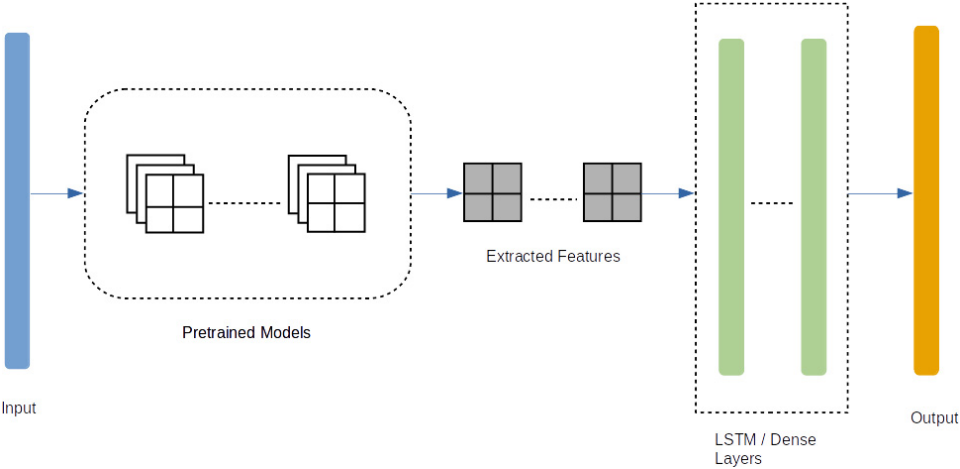 Pretrained Models
Extracted Features
Input
Output
LSTM / Dense
Layers